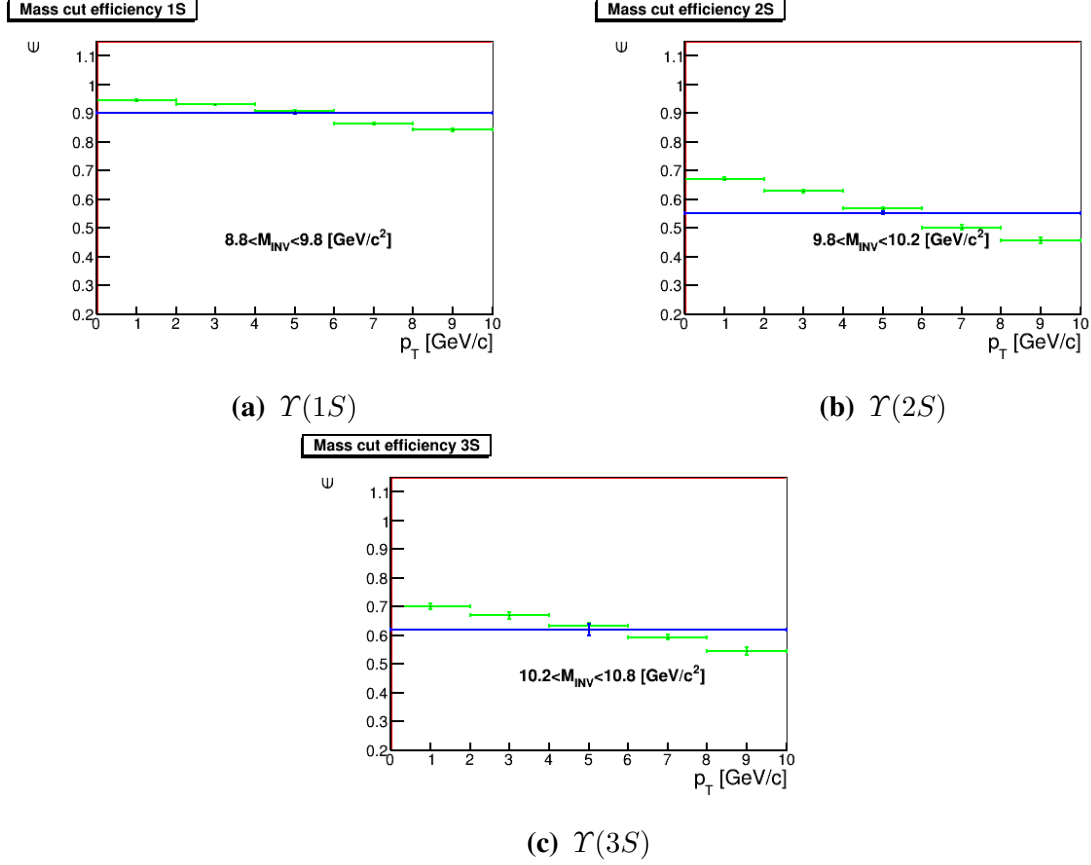 Mass cut efficiency 1S
∈
1.1
1
0.9
0.8
0.7
0.6
0.5
0.4
0.3
0.2
8.8<M_INV<9.8 [GeV/c²]
0 1 2 3 4 5 6 7 8 9 10
p_T [GeV/c]
(a) ϒ(1S)
Mass cut efficiency 2S
∈
1.1
1
0.9
0.8
0.7
0.6
0.5
0.4
0.3
0.2
9.8<M_INV<10.2 [GeV/c²]
0 1 2 3 4 5 6 7 8 9 10
p_T [GeV/c]
(b) ϒ(2S)
Mass cut efficiency 3S
∈
1.1
1
0.9
0.8
0.7
0.6
0.5
0.4
0.3
0.2
10.2<M_INV<10.8 [GeV/c²]
0 1 2 3 4 5 6 7 8 9 10
p_T [GeV/c]
(c) ϒ(3S)